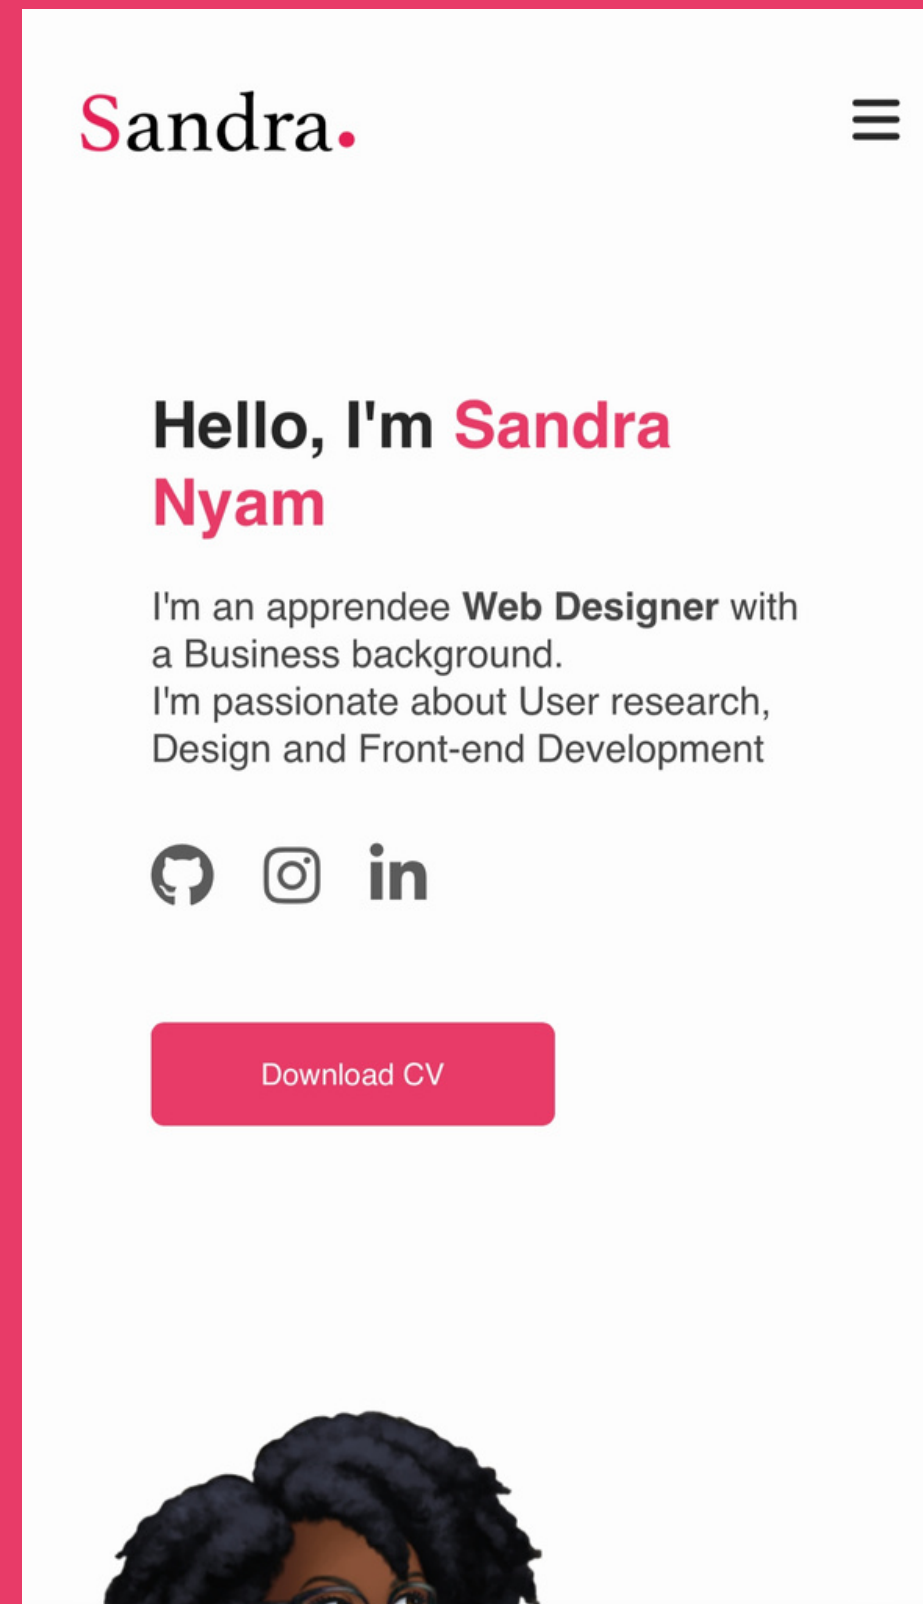 Sandra.
Hello, I'm Sandra
Nyam
I'm an apprendee Web Designer with
a Business background.
I'm passionate about User research,
Design and Front-end Development
in
Download CV